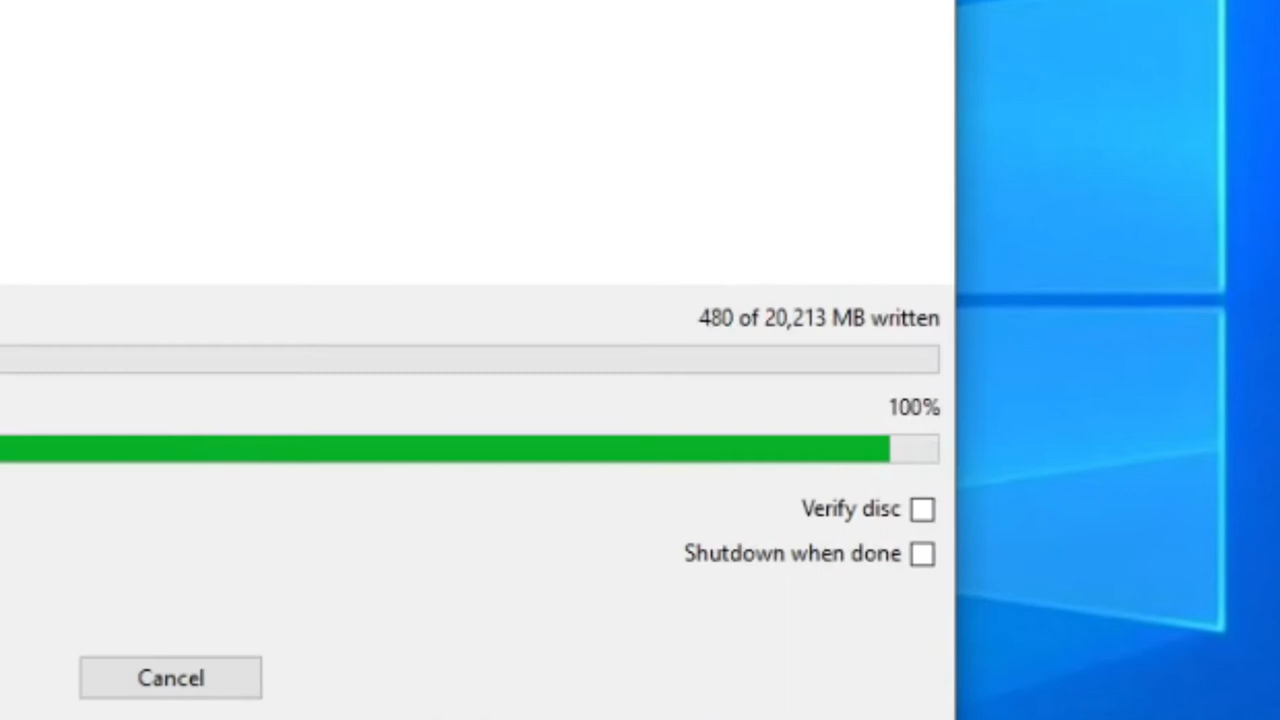 480 of 20,213 MB written
100%
Verify disc
Shutdown when done
Cancel